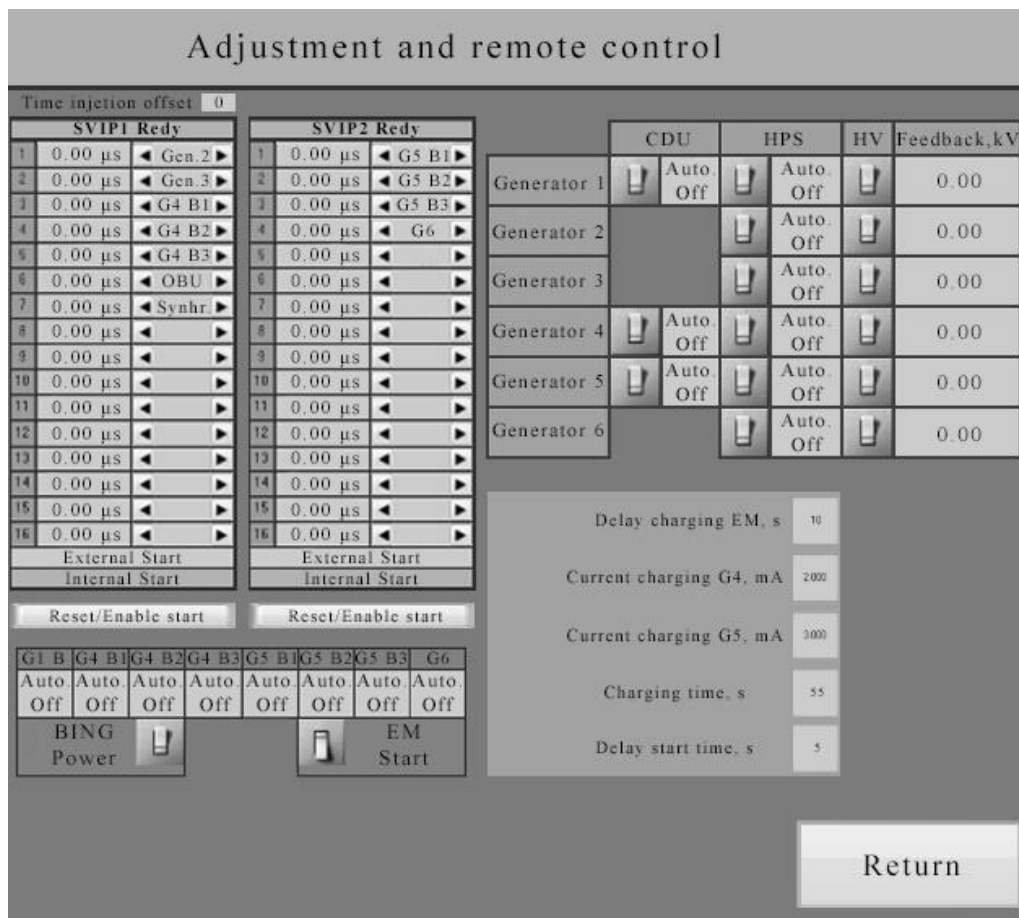 Adjustment and remote control
Time injetion offset 0
SVIP1 Redy
1 0.00 µs ◄ Gen.2 ►
2 0.00 µs ◄ Gen.3 ►
3 0.00 µs ◄ G4 B1 ►
4 0.00 µs ◄ G4 B2 ►
5 0.00 µs ◄ G4 B3 ►
6 0.00 µs ◄ OBU ►
7 0.00 µs ◄ Synhr. ►
8 0.00 µs ◄ ►
9 0.00 µs ◄ ►
10 0.00 µs ◄ ►
11 0.00 µs ◄ ►
12 0.00 µs ◄ ►
13 0.00 µs ◄ ►
14 0.00 µs ◄ ►
15 0.00 µs ◄ ►
16 0.00 µs ◄ ►
External Start
Internal Start
Reset/Enable start
SVIP2 Redy
1 0.00 µs ◄ G5 B1 ►
2 0.00 µs ◄ G5 B2 ►
3 0.00 µs ◄ G5 B3 ►
4 0.00 µs ◄ G6 ►
5 0.00 µs ◄ ►
6 0.00 µs ◄ ►
7 0.00 µs ◄ ►
8 0.00 µs ◄ ►
9 0.00 µs ◄ ►
10 0.00 µs ◄ ►
11 0.00 µs ◄ ►
12 0.00 µs ◄ ►
13 0.00 µs ◄ ►
14 0.00 µs ◄ ►
15 0.00 µs ◄ ►
16 0.00 µs ◄ ►
External Start
Internal Start
Reset/Enable start
CDU HPS HV Feedback,kV
Generator 1 Auto. Off Auto. Off 0.00
Generator 2 Auto. Off 0.00
Generator 3 Auto. Off 0.00
Generator 4 Auto. Off Auto. Off 0.00
Generator 5 Auto. Off Auto. Off 0.00
Generator 6 Auto. Off 0.00
Delay charging EM, s 10
Current charging G4, mA 2.000
Current charging G5, mA 3.000
Charging time, s
Delay start time, s 5
G1 B G4 B1 G4 B2 G4 B3 G5 B1 G5 B2 G5 B3 G6
Auto. Auto. Auto. Auto. Auto. Auto. Auto. Auto.
Off Off Off Off Off Off Off Off
BING EM
Power Start
Return